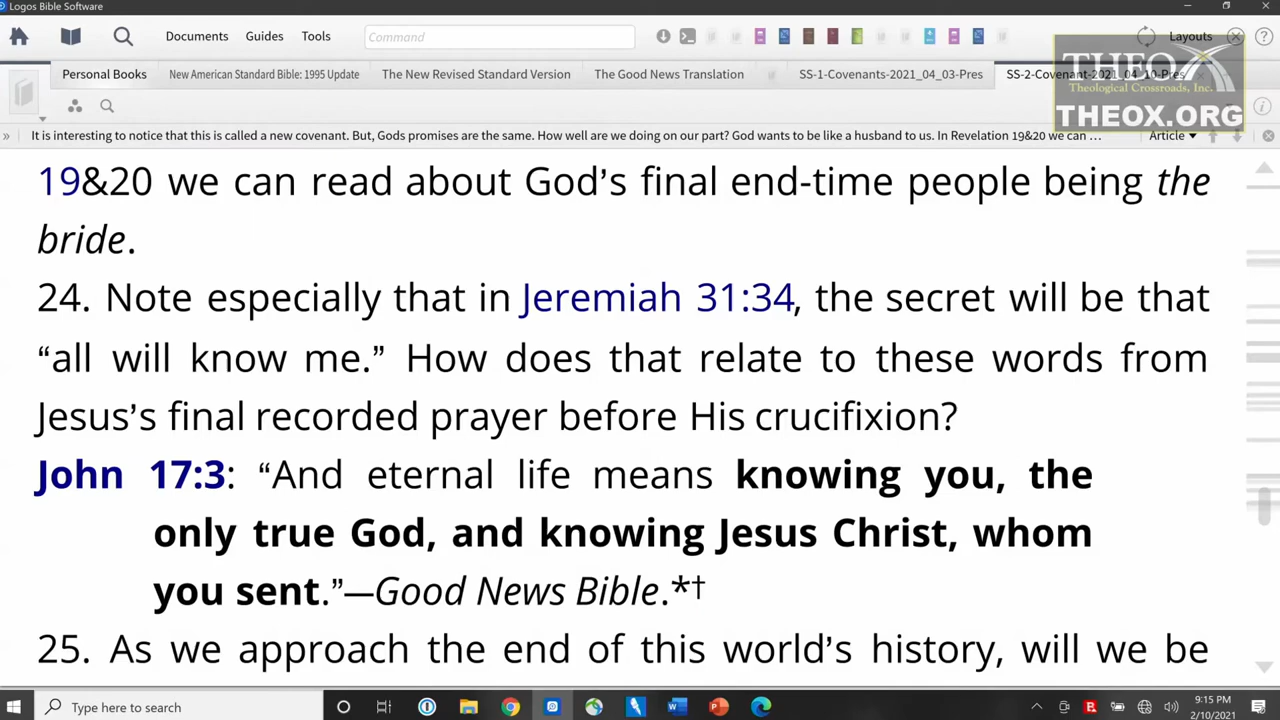 Logos Bible Software
Documents Guides Tools Command Layouts
Personal Books New American Standard Bible: 1995 Update The New Revised Standard Version The Good News Translation SS-1-Covenants-2021_04_03-Pres SS-2-Covenant-2021_04_10-Pres
THEOX
Theological Crossroads, Inc.
THEOX.ORG
It is interesting to notice that this is called a new covenant. But, Gods promises are the same. How well are we doing on our part? God wants to be like a husband to us. In Revelation 19&20 we can ... Article
19&20 we can read about God’s final end-time people being the
bride.
24. Note especially that in Jeremiah 31:34, the secret will be that
“all will know me.” How does that relate to these words from
Jesus’s final recorded prayer before His crucifixion?
John 17:3: “And eternal life means knowing you, the
only true God, and knowing Jesus Christ, whom
you sent.”—Good News Bible.*†
25. As we approach the end of this world’s history, will we be
Type here to search
9:15 PM
2/10/2021